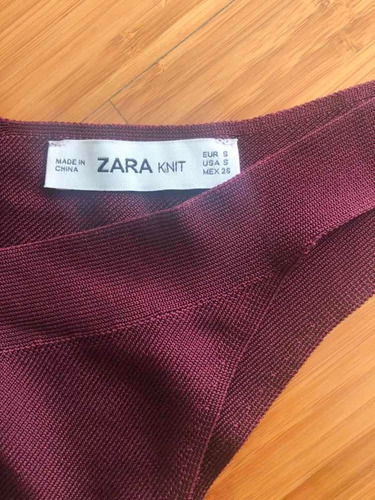 MADE IN
CHINA
ZARA KNIT
EUR S
USA S
MEX 26